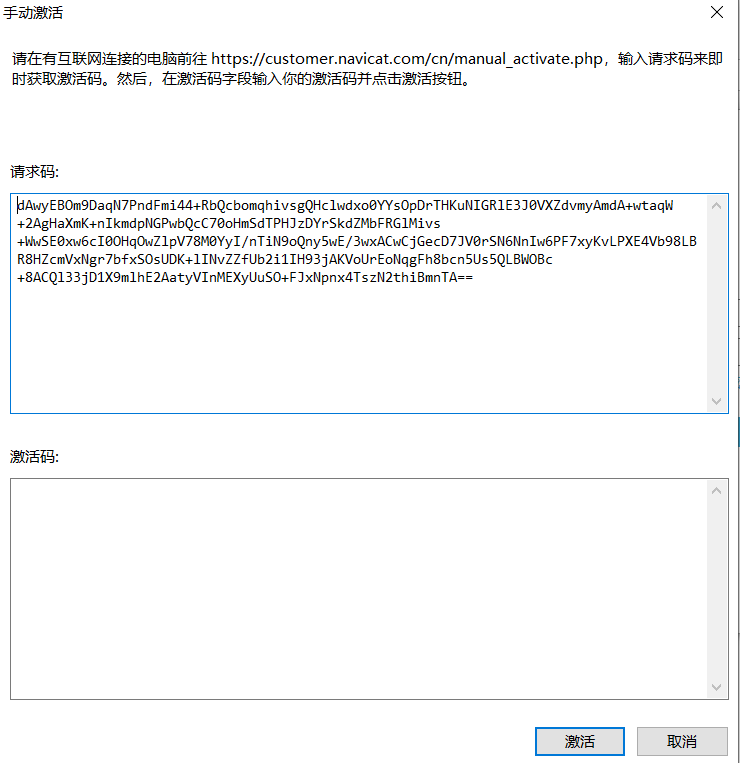 手动激活
请在有互联网连接的电脑前往 https://customer.navicat.com/cn/manual_activate.php，输入请求码来即
时获取激活码。然后，在激活码字段输入你的激活码并点击激活按钮。
请求码:
dAwyEBOm9DaqN7PndFmi44+RbQcbomqhivsgQHclwdxo0YYsOpDrTHKuNIGRlE3J0VXZdvmyAmdA+wtaqW
+2AgHaXmK+nIkmdpNGPwbQcC70oHmSdTPHJzDYrSkdZMbFRGlMivs
+WwSE0xw6cI0OHqOwZlpV78M0YyI/nTiN9oQny5wE/3wxACwCjGecD7JV0rSN6NnIw6PF7xyKvLPXE4Vb98LB
R8HZcmVxNgr7bfxSOsUDK+lINvZZfUb2i1IH93jAKVoUrEoNqgFh8bcn5Us5QLBWOBc
+8ACQl33jD1X9mlhE2AatyVInMEXyUuSO+FJxNpnx4TszN2thiBmnTA==
激活码:
激活
取消